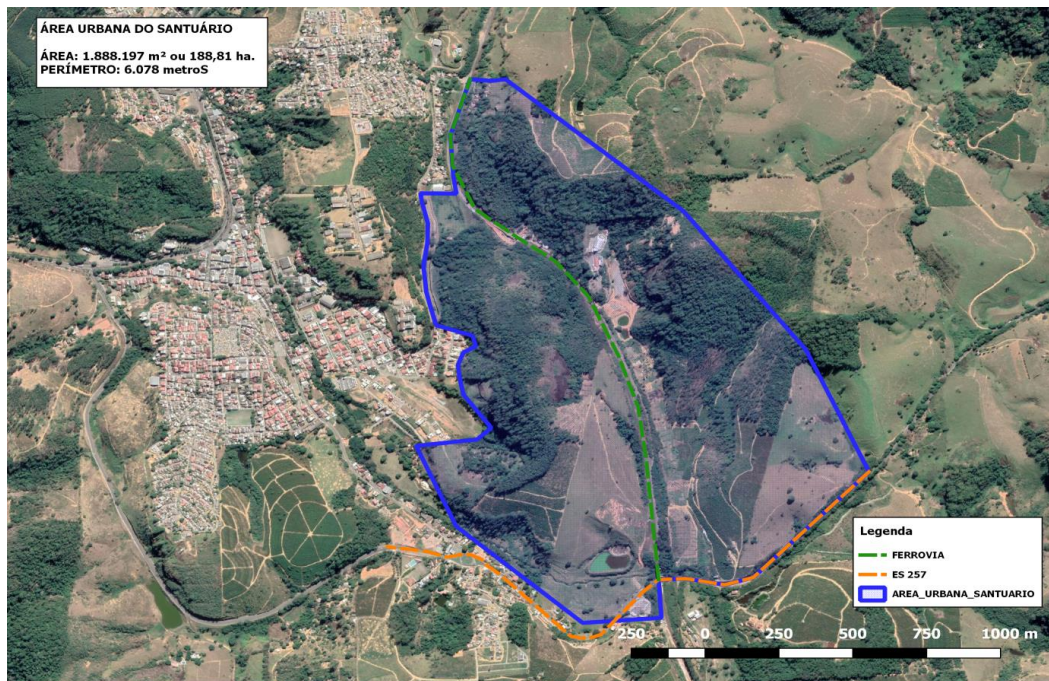 ÁREA URBANA DO SANTUÁRIO
ÁREA: 1.888.197 m² ou 188,81 ha.
PERÍMETRO: 6.078 metroS
Legenda
FERROVIA
ES 257
AREA_URBANA_SANTUARIO
250 0 250 500 750 1000 m